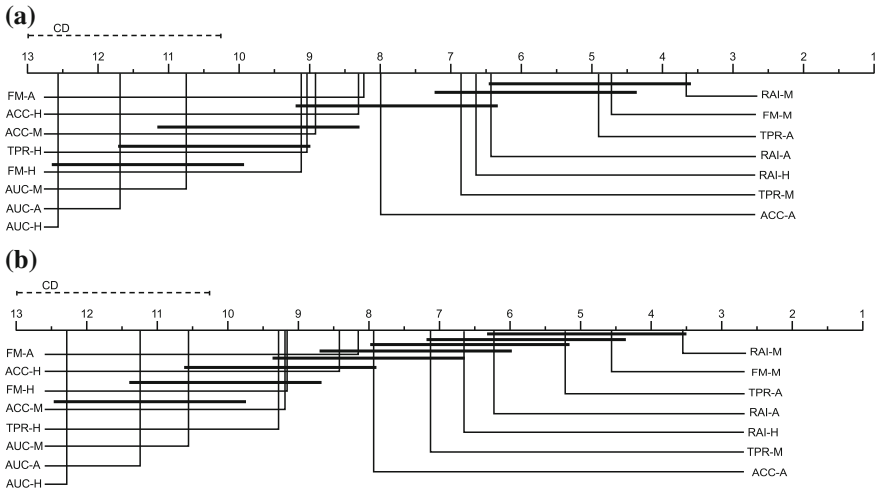 (a)
CD
13 12 11 10 9 8 7 6 5 4 3 2 1
FM-A RAI-M
ACC-H FM-M
ACC-M TPR-A
TPR-H RAI-A
FM-H RAI-H
AUC-M TPR-M
AUC-A ACC-A
AUC-H
(b)
CD
13 12 11 10 9 8 7 6 5 4 3 2 1
FM-A RAI-M
ACC-H FM-M
FM-H TPR-A
ACC-M RAI-A
TPR-H RAI-H
AUC-M TPR-M
AUC-A ACC-A
AUC-H